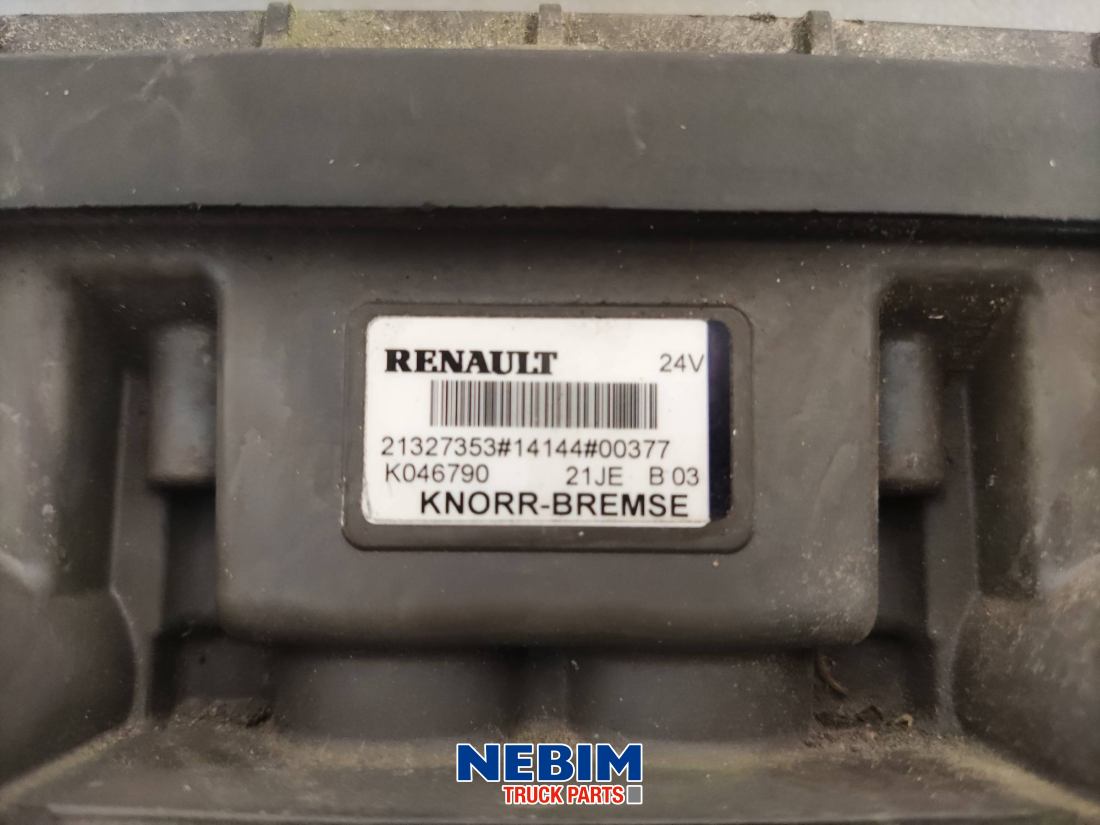 RENAULT 24V
21327353#14144#00377
K046790 21JE B 03
KNORR-BREMSE
NEBIM
TRUCK PARTS